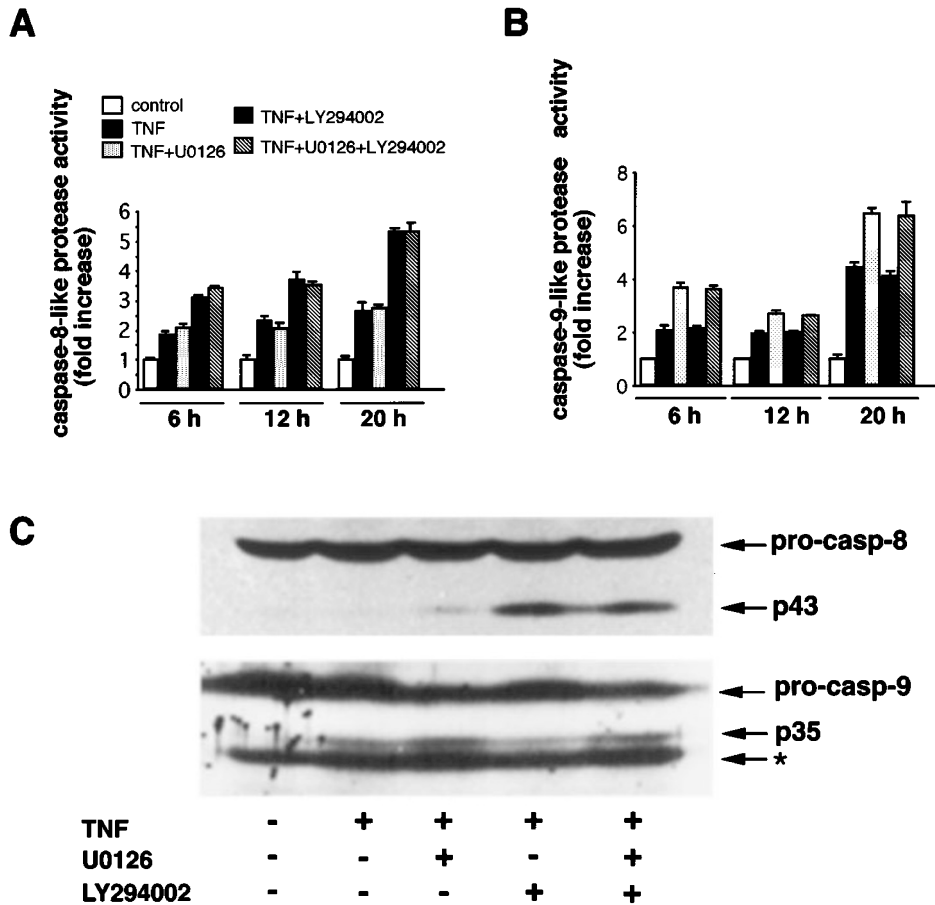 A
B
caspase-8-like protease activity
(fold increase)
control
TNF
TNF+U0126
TNF+LY294002
TNF+U0126+LY294002
6
5
4
3
2
1
0
6 h
12 h
20 h
caspase-9-like protease activity
(fold increase)
8
6
4
2
0
6 h
12 h
20 h
C
pro-casp-8
p43
pro-casp-9
p35
*
TNF - + + + +
U0126 - - + - +
LY294002 - - - + +